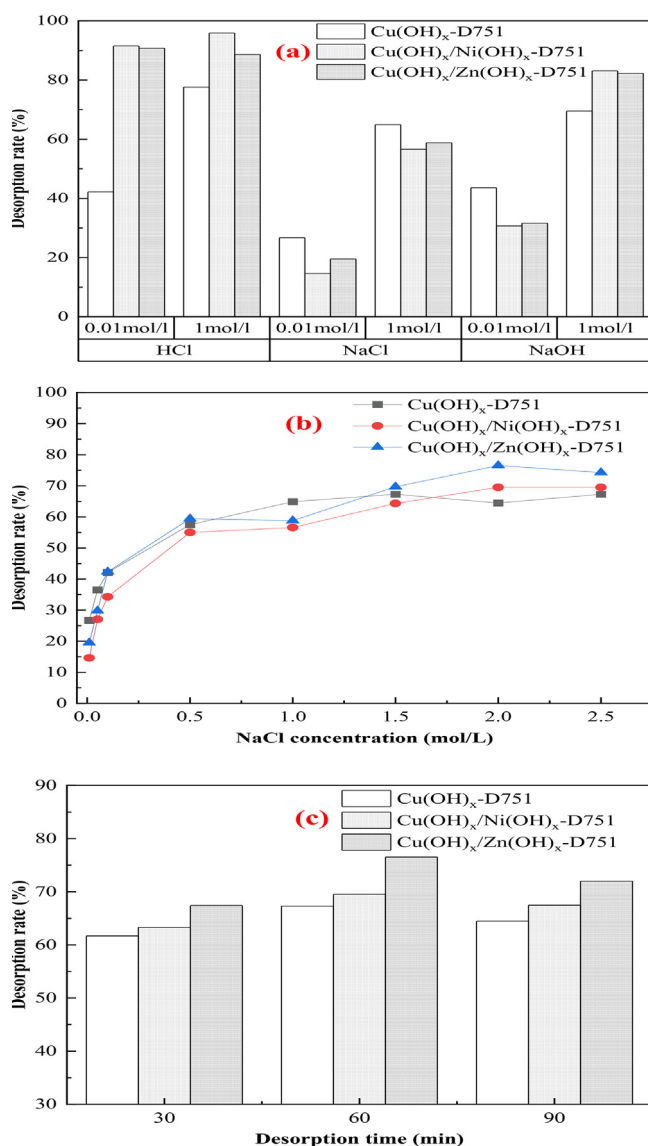 100
80
60
40
20
0
Desorption rate (%)
(a)
Cu(OH)ₓ-D751
Cu(OH)ₓ/Ni(OH)ₓ-D751
Cu(OH)ₓ/Zn(OH)ₓ-D751
0.01mol/l 1mol/l 0.01mol/l 1mol/l 0.01mol/l 1mol/l
HCl NaCl NaOH
100
90
80
70
60
50
40
30
20
10
0
Desorption rate (%)
(b)
Cu(OH)ₓ-D751
Cu(OH)ₓ/Ni(OH)ₓ-D751
Cu(OH)ₓ/Zn(OH)ₓ-D751
0.0 0.5 1.0 1.5 2.0 2.5
NaCl concentration (mol/L)
90
80
70
60
50
40
30
Desorption rate (%)
(c)
Cu(OH)ₓ-D751
Cu(OH)ₓ/Ni(OH)ₓ-D751
Cu(OH)ₓ/Zn(OH)ₓ-D751
30 60 90
Desorption time (min)